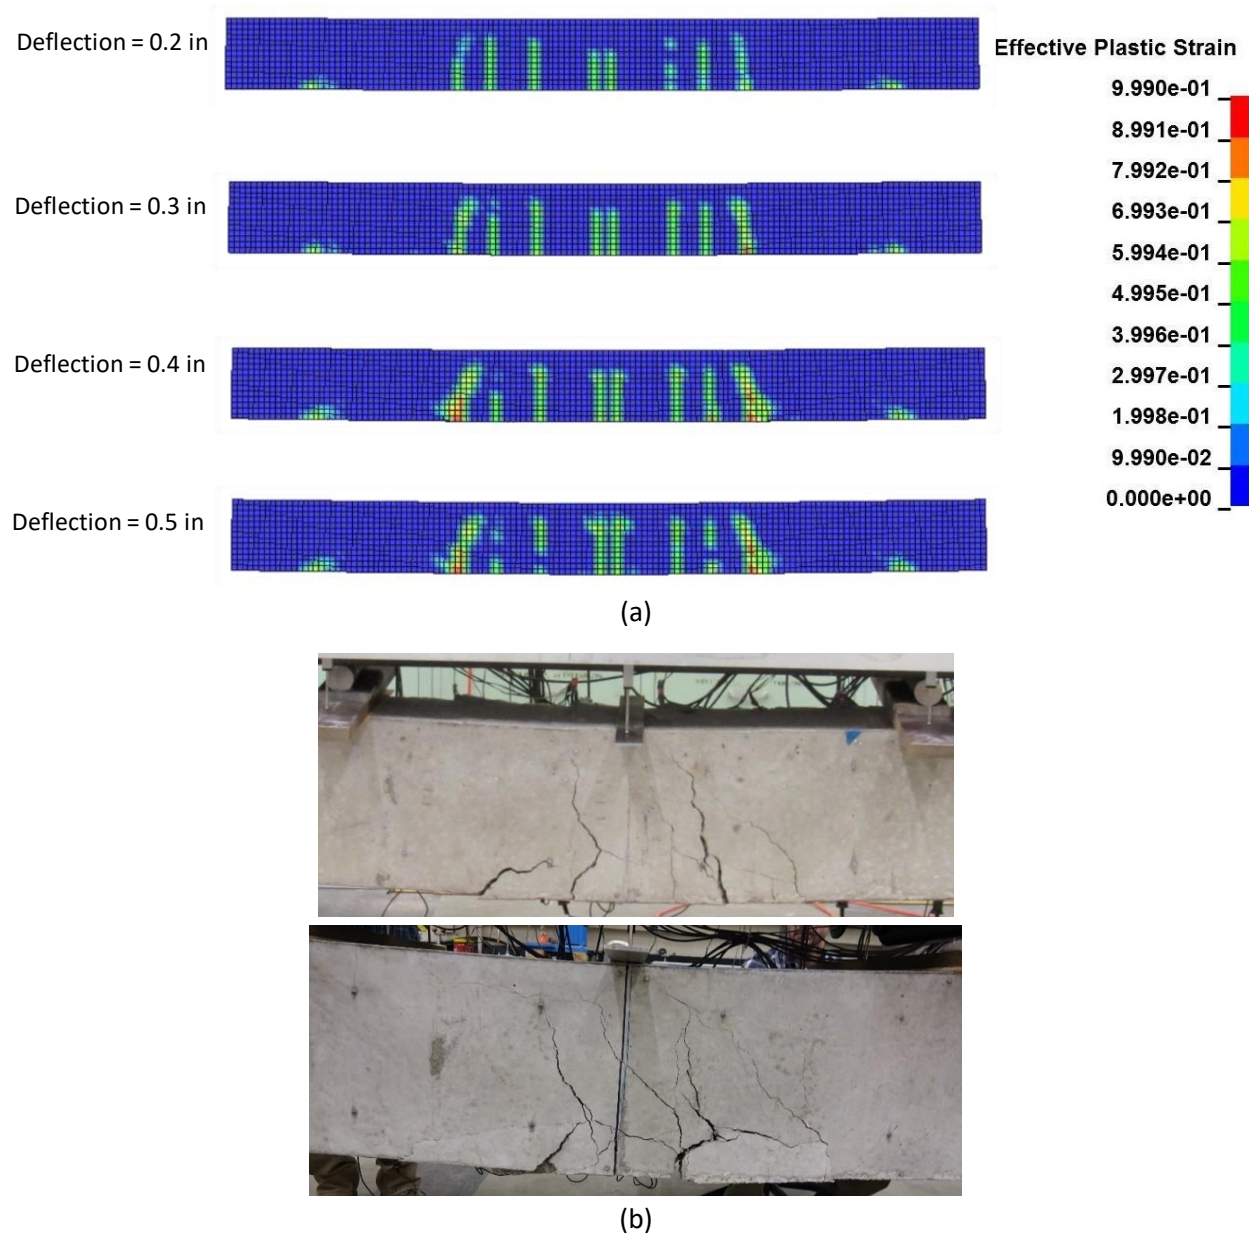 Deflection = 0.2 in
Effective Plastic Strain
9.990e-01
8.991e-01
7.992e-01
6.993e-01
5.994e-01
4.995e-01
3.996e-01
2.997e-01
1.998e-01
9.990e-02
0.000e+00
Deflection = 0.3 in
Deflection = 0.4 in
Deflection = 0.5 in
(a)
(b)